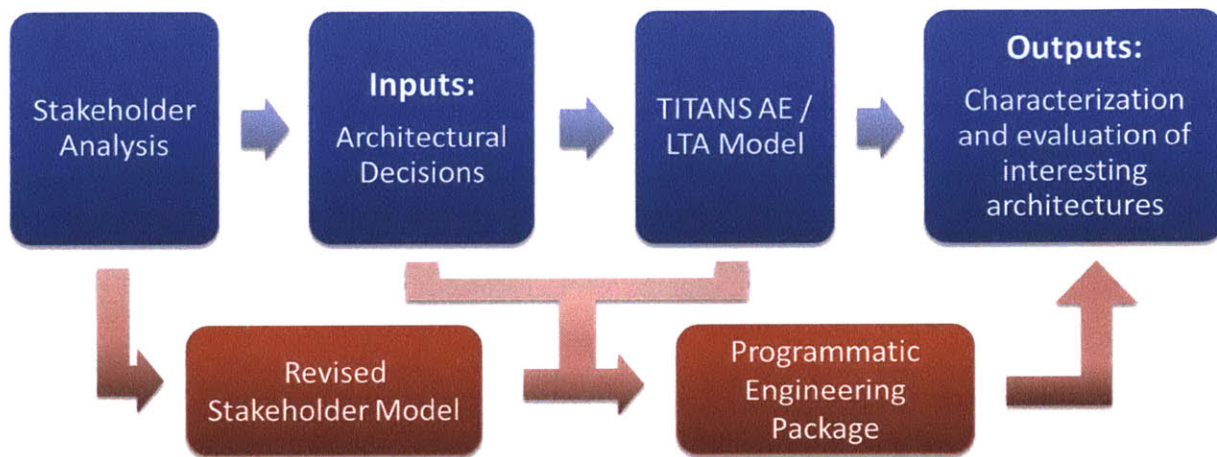 Stakeholder
Analysis
Inputs:
Architectural
Decisions
TITANS AE /
LTA Model
Outputs:
Characterization
and evaluation of
interesting
architectures
Revised
Stakeholder Model
Programmatic
Engineering
Package